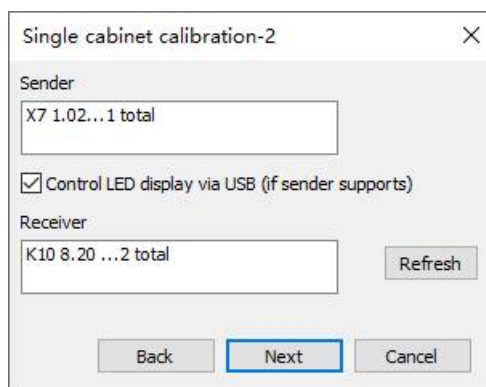 Single cabinet calibration-2
Sender
X7 1.02...1 total
Control LED display via USB (if sender supports)
Receiver
K10 8.20 ...2 total
Refresh
Back
Next
Cancel